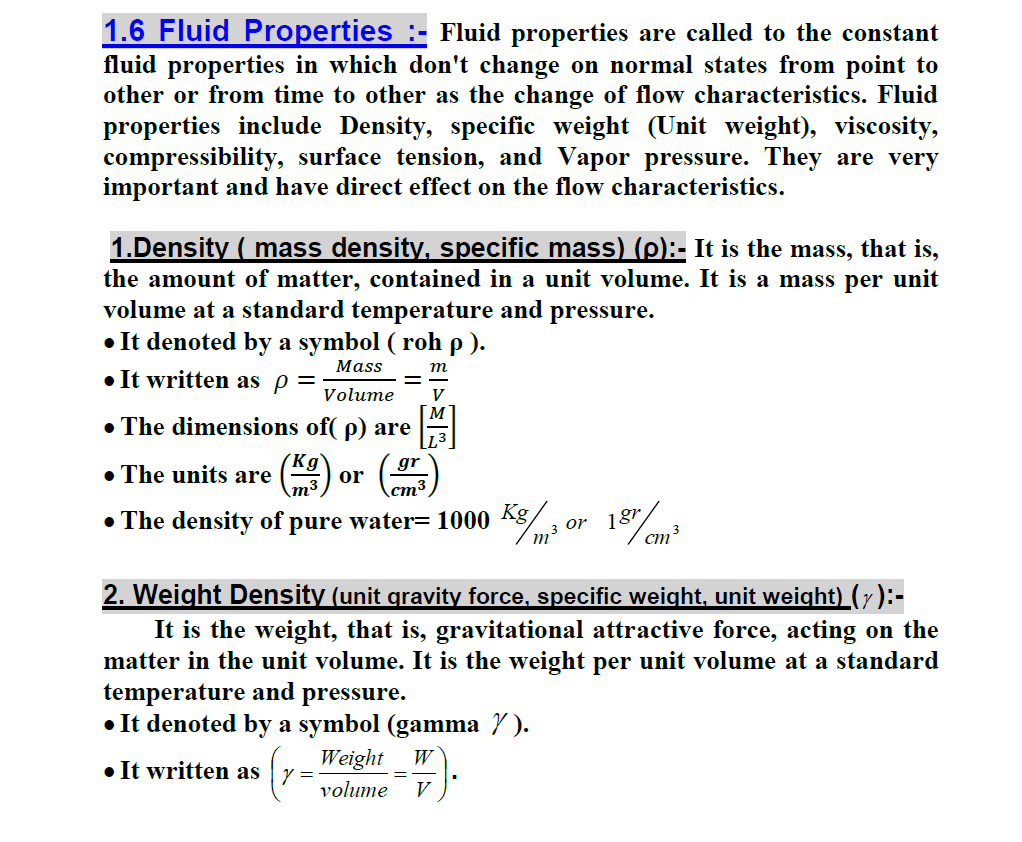 1.6 Fluid Properties :- Fluid properties are called to the constant
fluid properties in which don't change on normal states from point to
other or from time to other as the change of flow characteristics. Fluid
properties include Density, specific weight (Unit weight), viscosity,
compressibility, surface tension, and Vapor pressure. They are very
important and have direct effect on the flow characteristics.
1.Density ( mass density, specific mass) (ρ):- It is the mass, that is,
the amount of matter, contained in a unit volume. It is a mass per unit
volume at a standard temperature and pressure.
• It denoted by a symbol ( roh ρ ).
• It written as ρ = Mass/Volume = m/V
• The dimensions of( ρ) are [M/L³]
• The units are (Kg/m³) or (gr/cm³)
• The density of pure water= 1000 Kg/m³ or 1 gr/cm³
2. Weight Density (unit gravity force, specific weight, unit weight) (γ ):-
It is the weight, that is, gravitational attractive force, acting on the
matter in the unit volume. It is the weight per unit volume at a standard
temperature and pressure.
• It denoted by a symbol (gamma γ ).
• It written as (γ = Weight/volume = W/V).